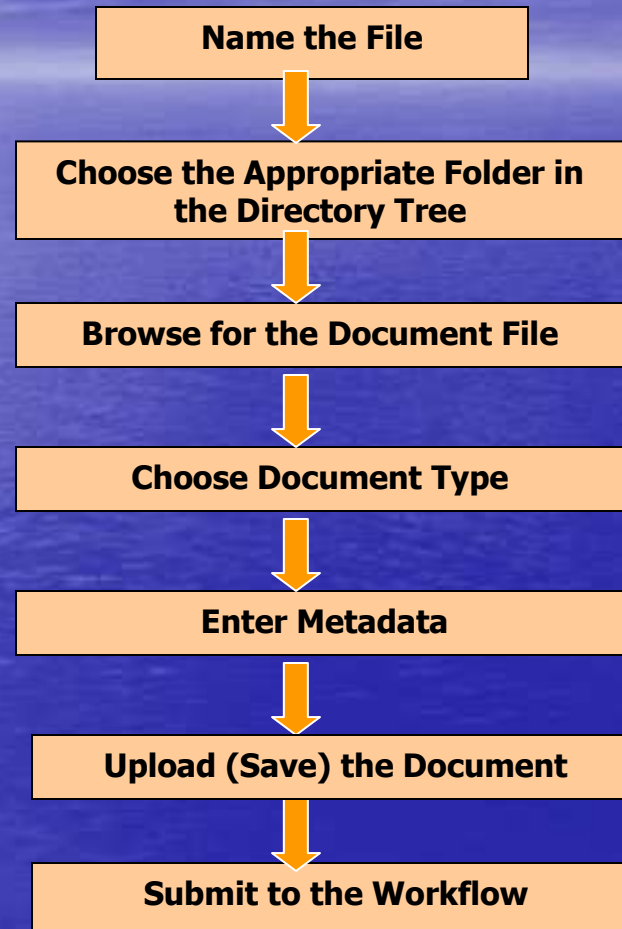 Name the File
Choose the Appropriate Folder in
the Directory Tree
Browse for the Document File
Choose Document Type
Enter Metadata
Upload (Save) the Document
Submit to the Workflow